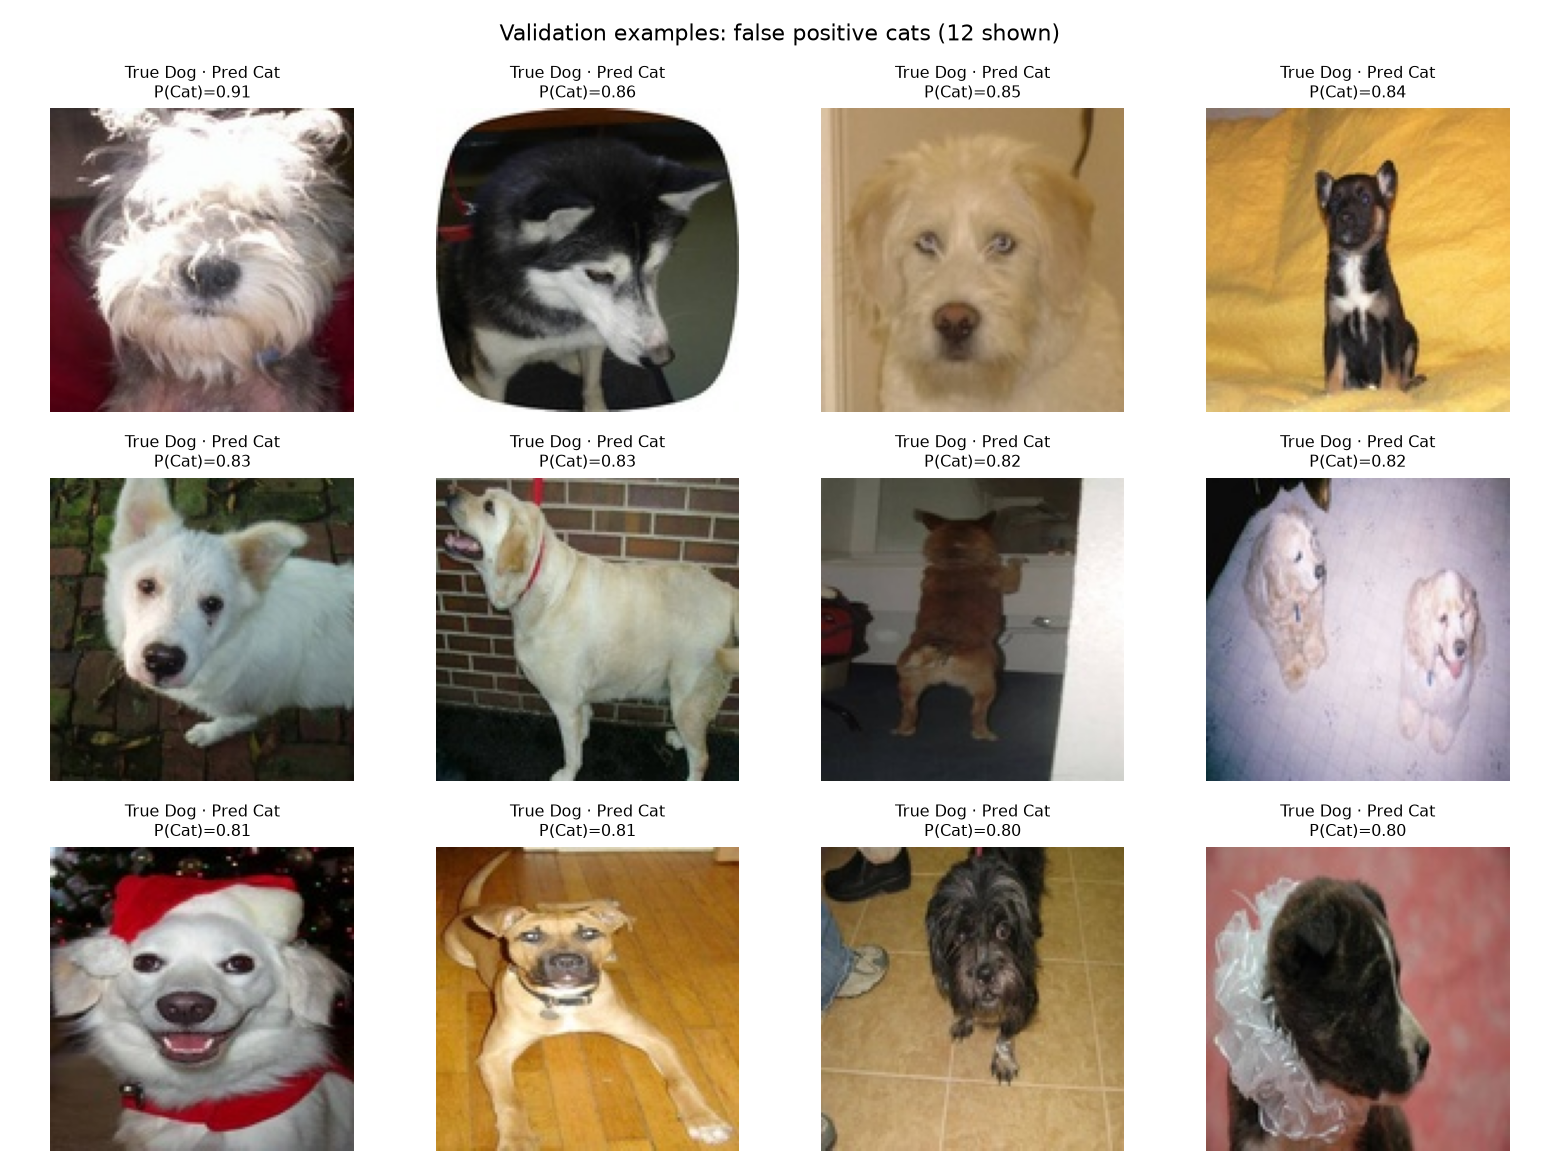 Validation examples: false positive cats (12 shown)
True Dog · Pred Cat
P(Cat)=0.91
True Dog · Pred Cat
P(Cat)=0.86
True Dog · Pred Cat
P(Cat)=0.85
True Dog · Pred Cat
P(Cat)=0.84
True Dog · Pred Cat
P(Cat)=0.83
True Dog · Pred Cat
P(Cat)=0.83
True Dog · Pred Cat
P(Cat)=0.82
True Dog · Pred Cat
P(Cat)=0.82
True Dog · Pred Cat
P(Cat)=0.81
True Dog · Pred Cat
P(Cat)=0.81
True Dog · Pred Cat
P(Cat)=0.80
True Dog · Pred Cat
P(Cat)=0.80